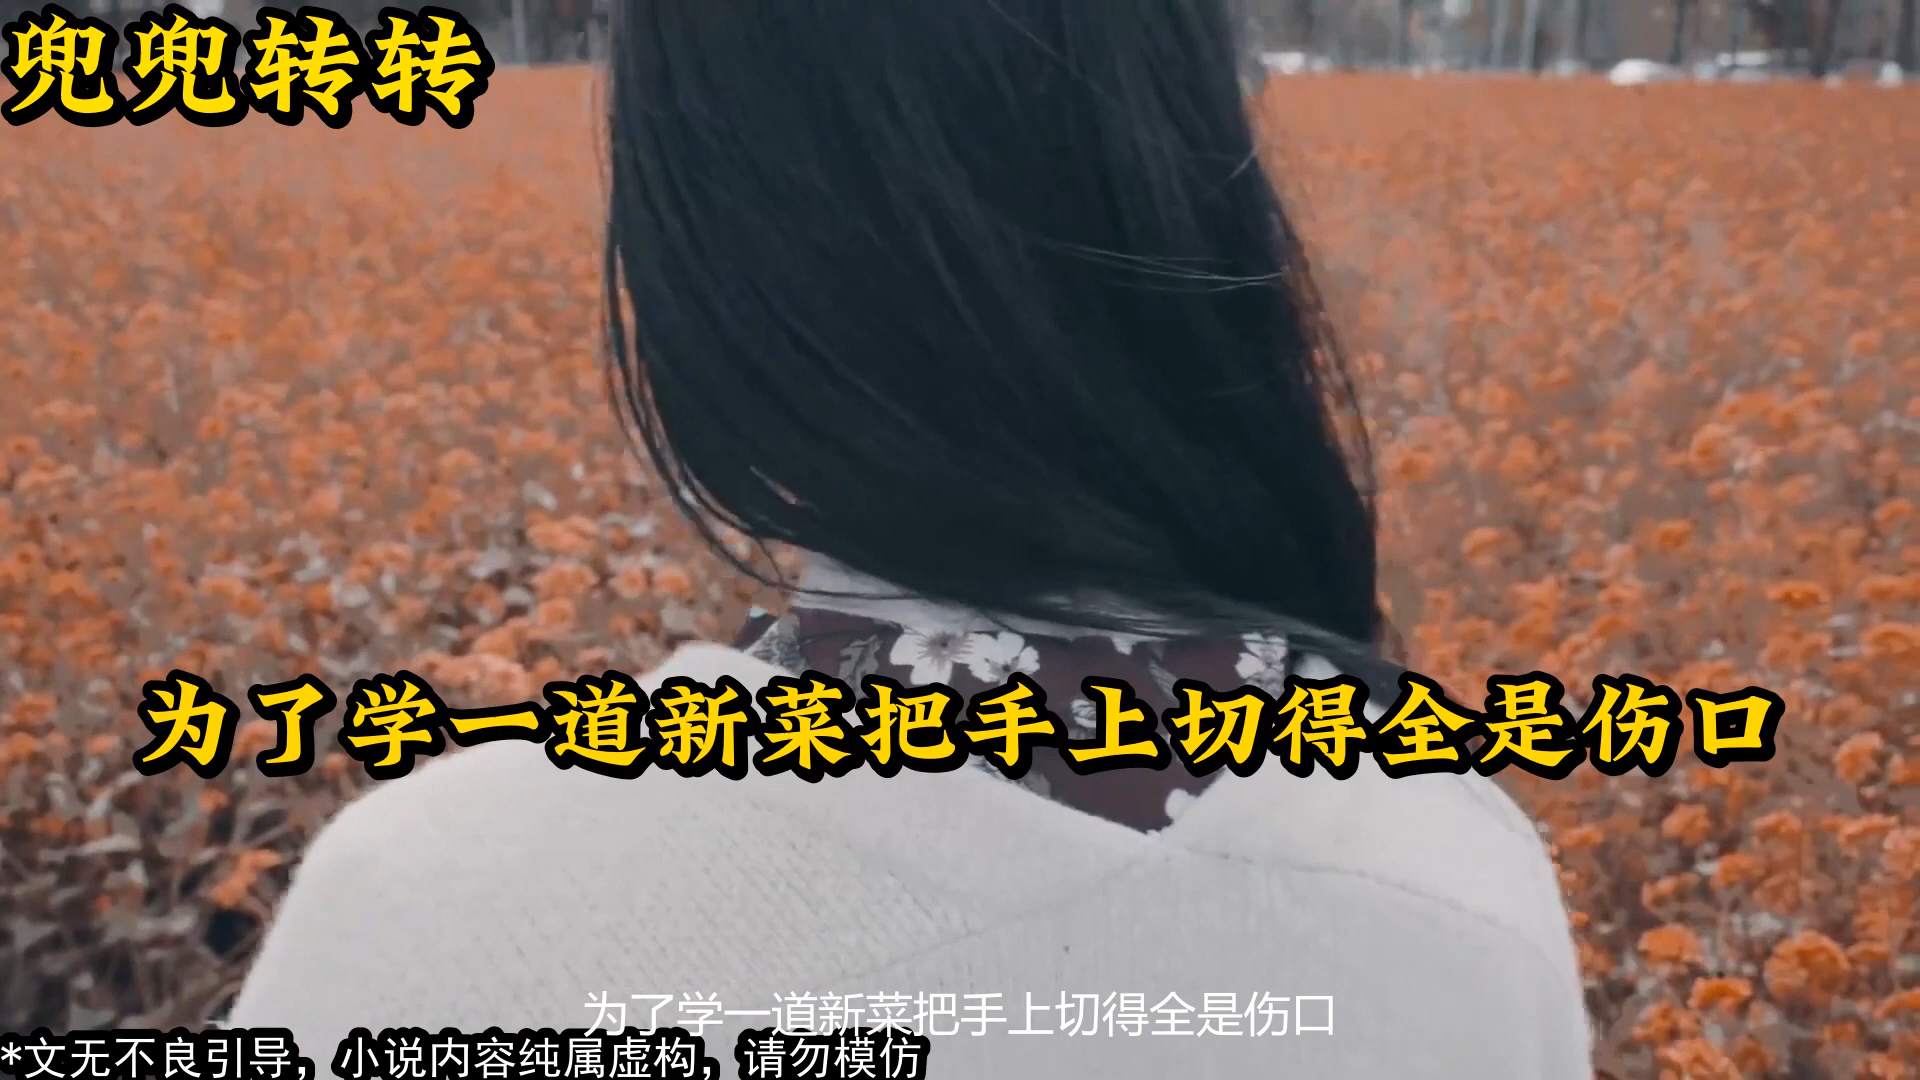 兜兜转转
为了学一道新菜把手上切得全是伤口
为了学一道新菜把手上切得全是伤口
*文无不良引导，小说内容纯属虚构，请勿模仿